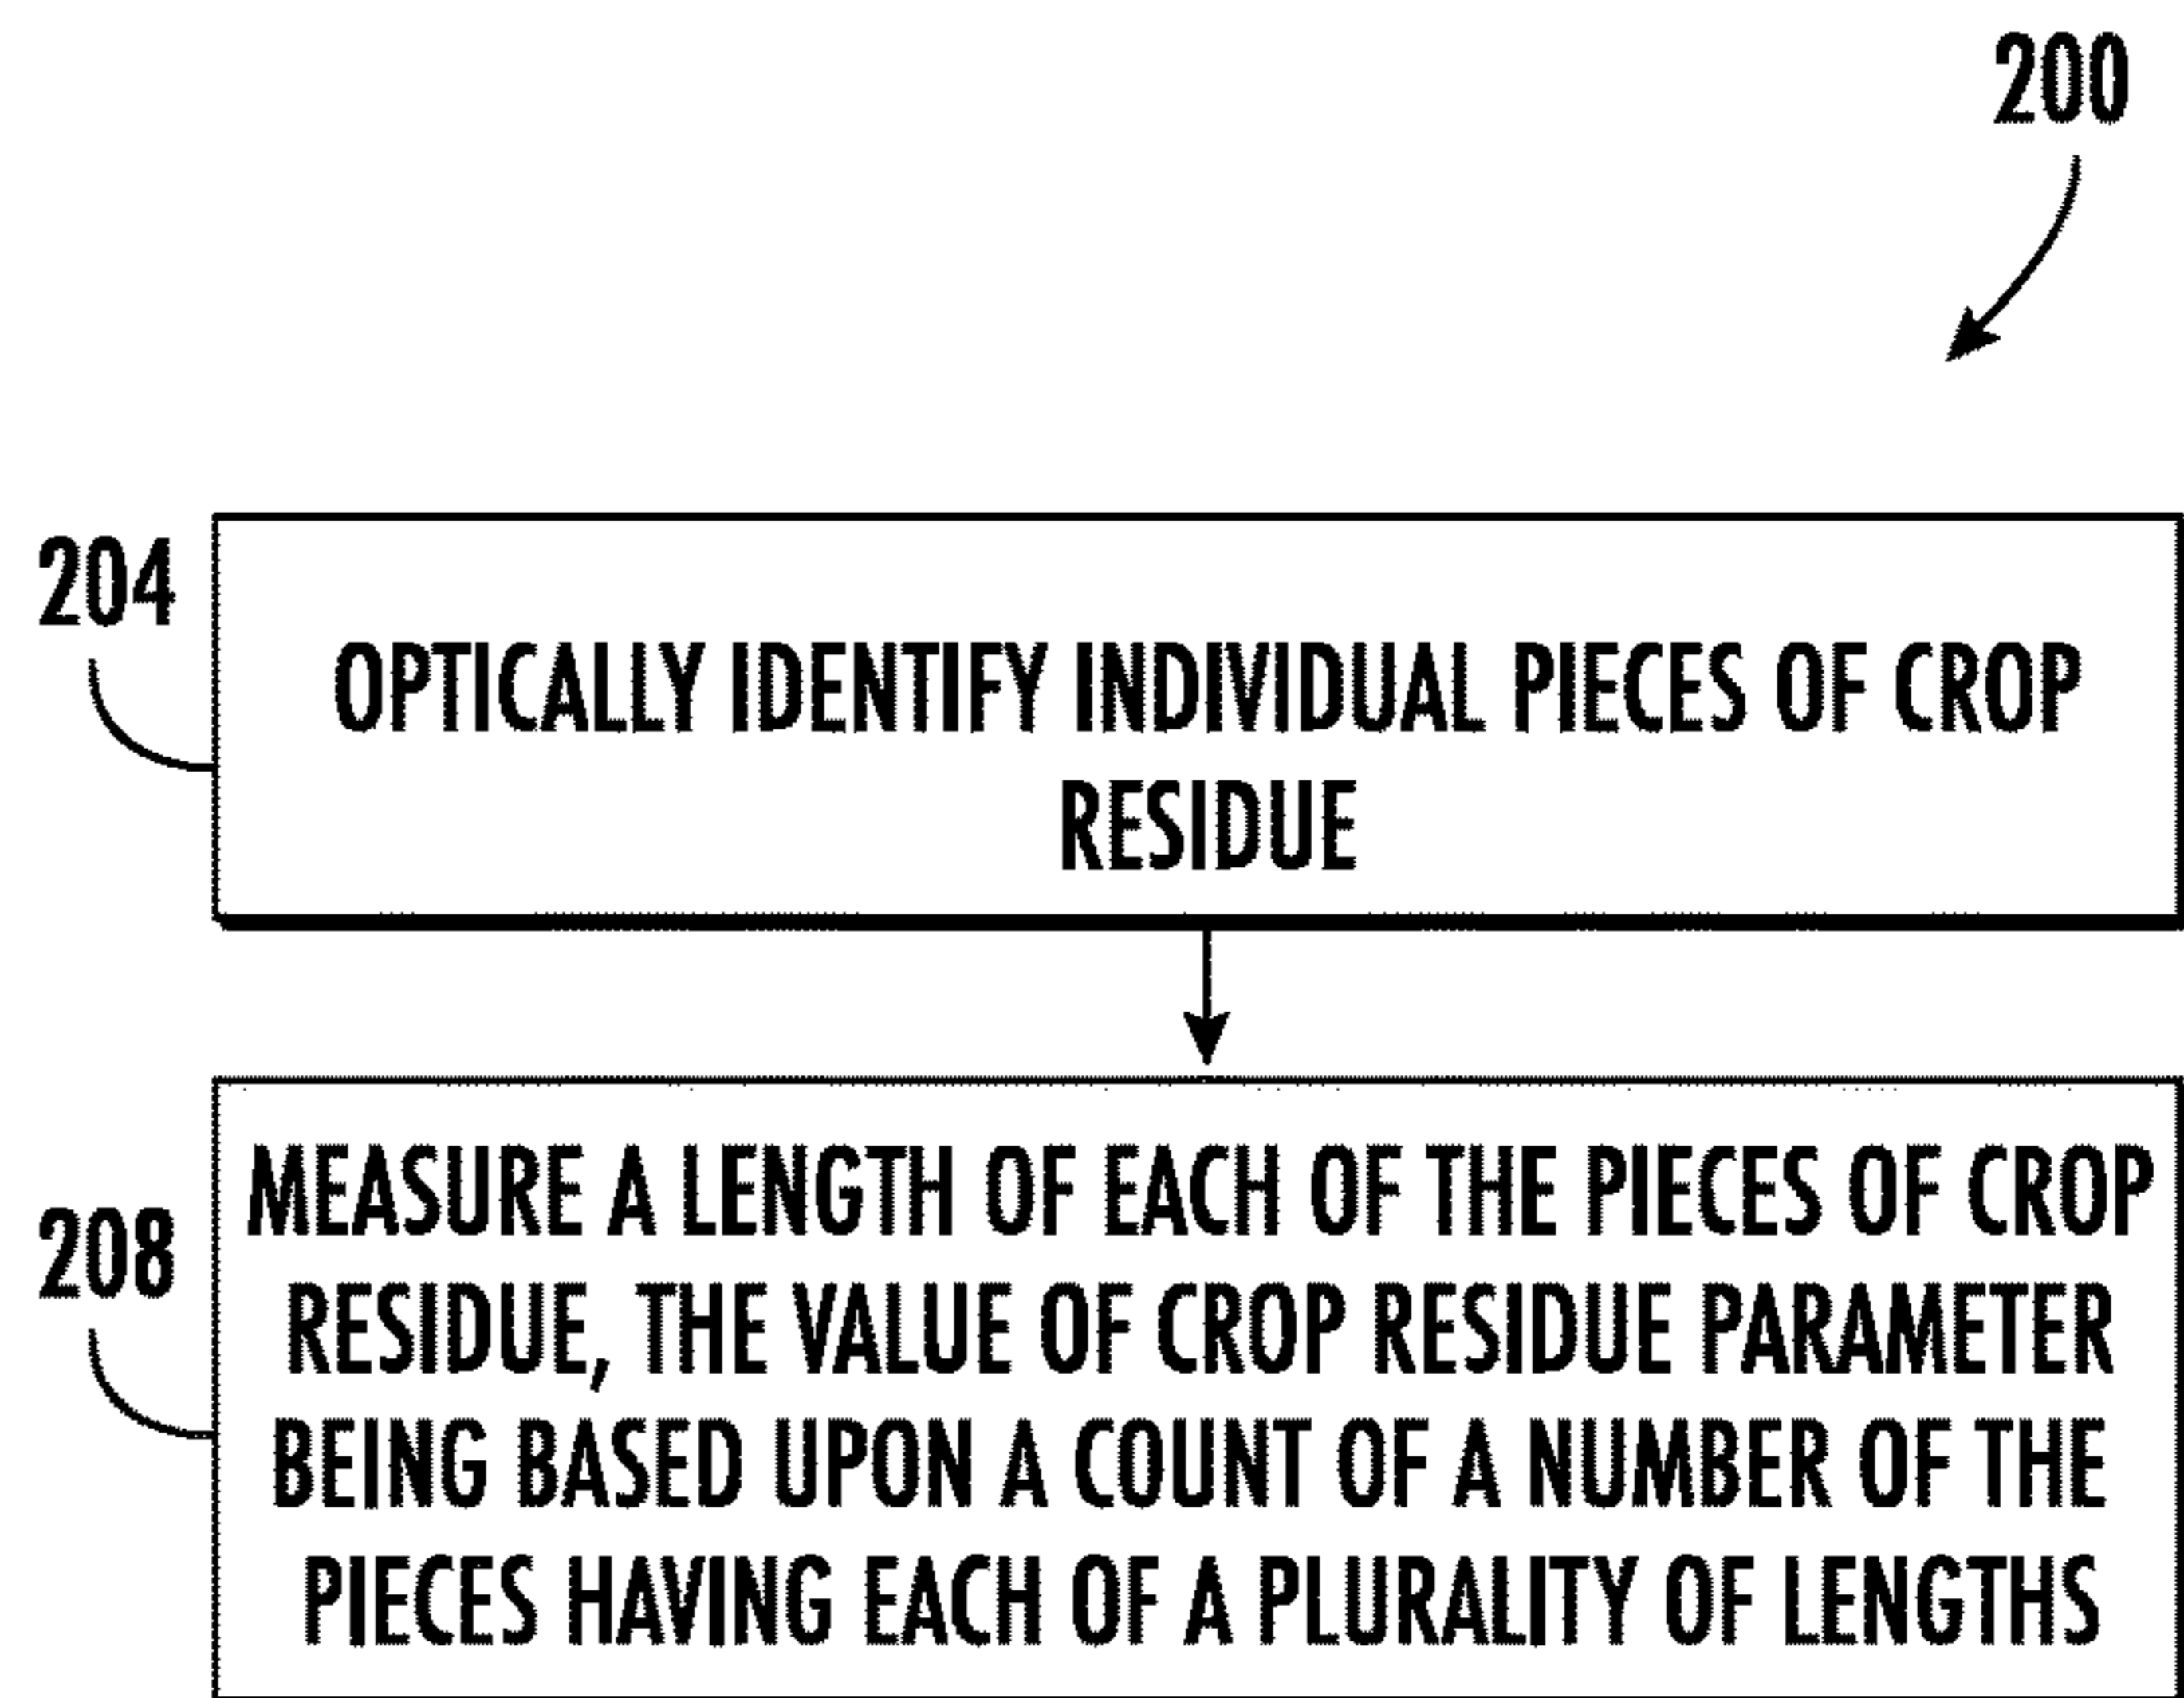 200
204
OPTICALLY IDENTIFY INDIVIDUAL PIECES OF CROP
RESIDUE
208
MEASURE A LENGTH OF EACH OF THE PIECES OF CROP
RESIDUE, THE VALUE OF CROP RESIDUE PARAMETER
BEING BASED UPON A COUNT OF A NUMBER OF THE
PIECES HAVING EACH OF A PLURALITY OF LENGTHS